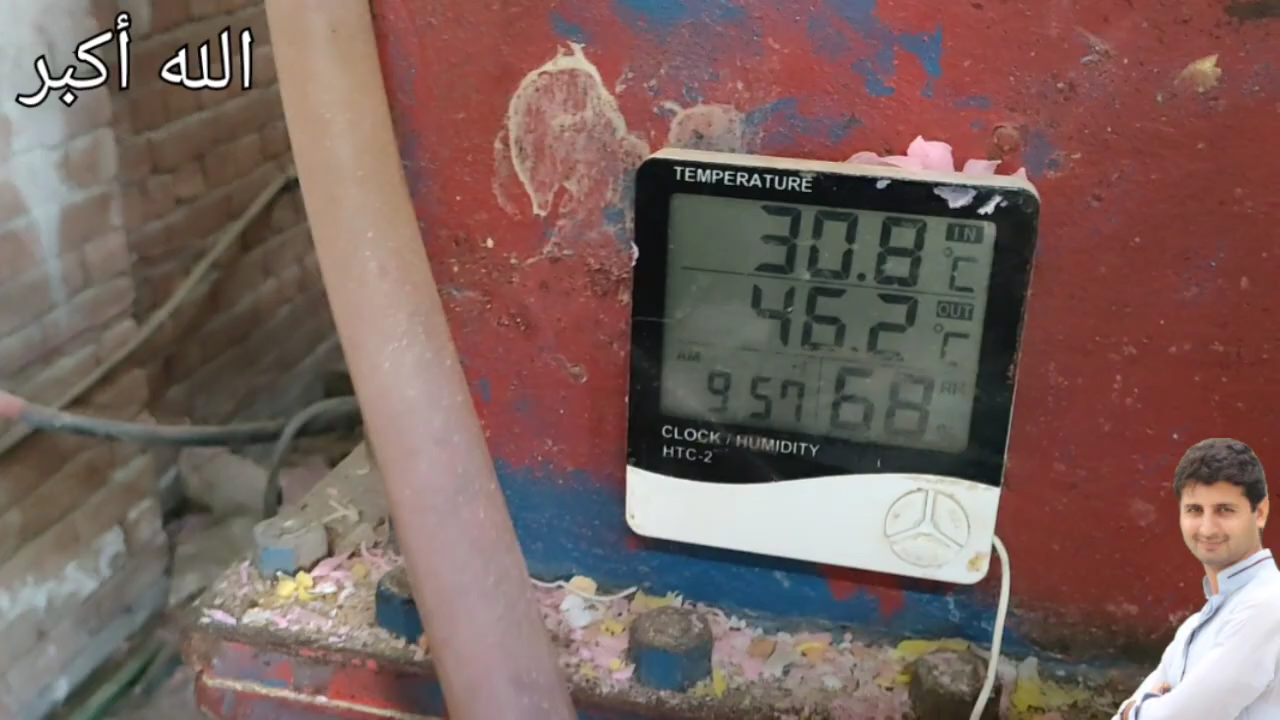 الله أكبر
TEMPERATURE
30.8 IN °C
46.2 OUT °C
AM 9 57 68 RH %
CLOCK / HUMIDITY
HTC-2